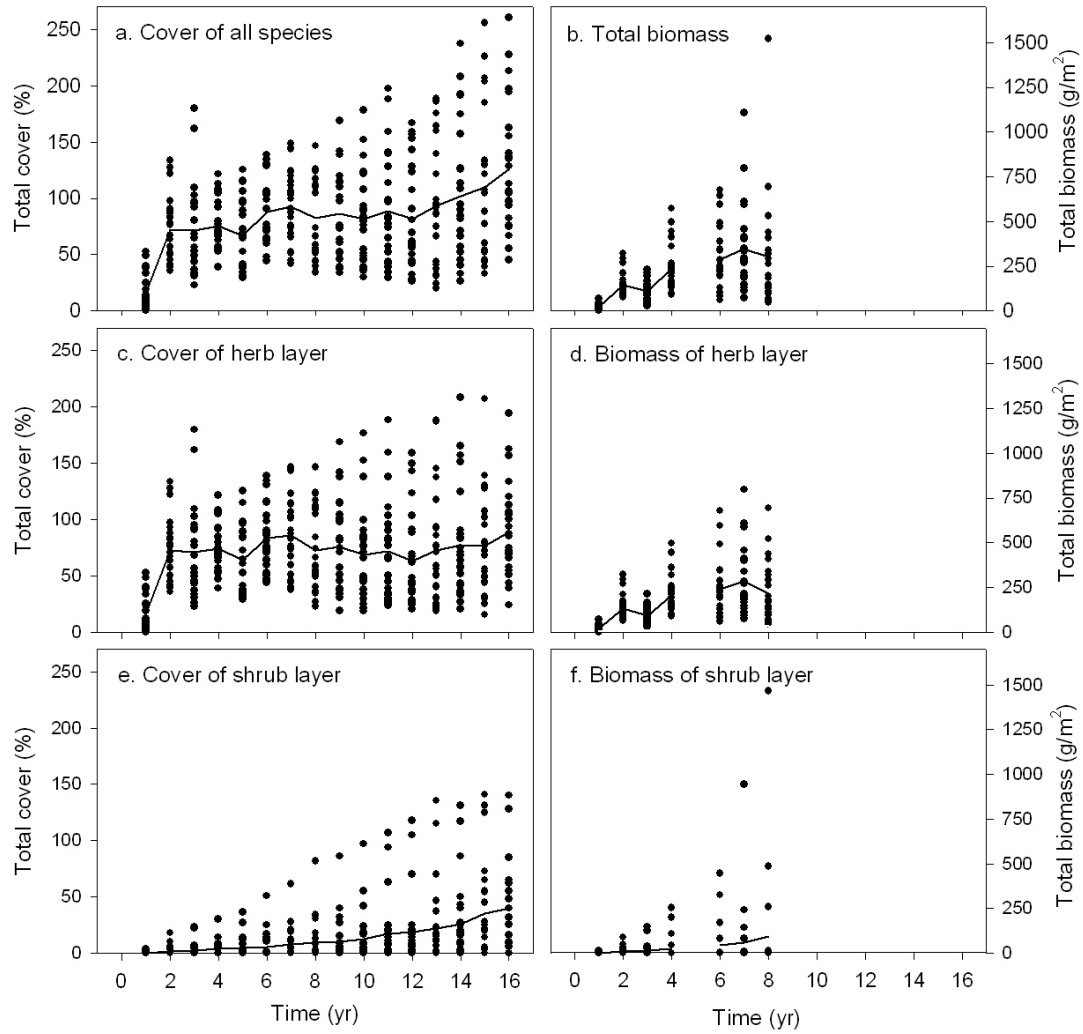 a. Cover of all species
250
200
150
100
50
0
Total cover (%)
b. Total biomass
1500
1250
1000
750
500
250
0
Total biomass (g/m²)
c. Cover of herb layer
250
200
150
100
50
0
Total cover (%)
d. Biomass of herb layer
1500
1250
1000
750
500
250
0
Total biomass (g/m²)
e. Cover of shrub layer
250
200
150
100
50
0
Total cover (%)
0 2 4 6 8 10 12 14 16
Time (yr)
f. Biomass of shrub layer
1500
1250
1000
750
500
250
0
Total biomass (g/m²)
0 2 4 6 8 10 12 14 16
Time (yr)